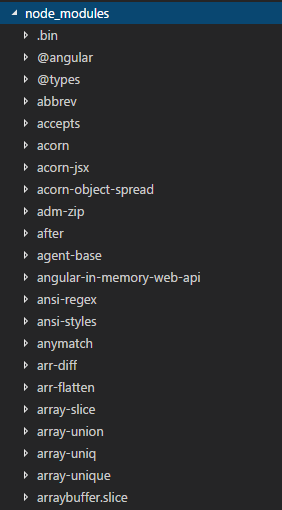 node_modules
.bin
@angular
@types
abbrev
accepts
acorn
acorn-jsx
acorn-object-spread
adm-zip
after
agent-base
angular-in-memory-web-api
ansi-regex
ansi-styles
anymatch
arr-diff
arr-flatten
array-slice
array-union
array-uniq
array-unique
arraybuffer.slice